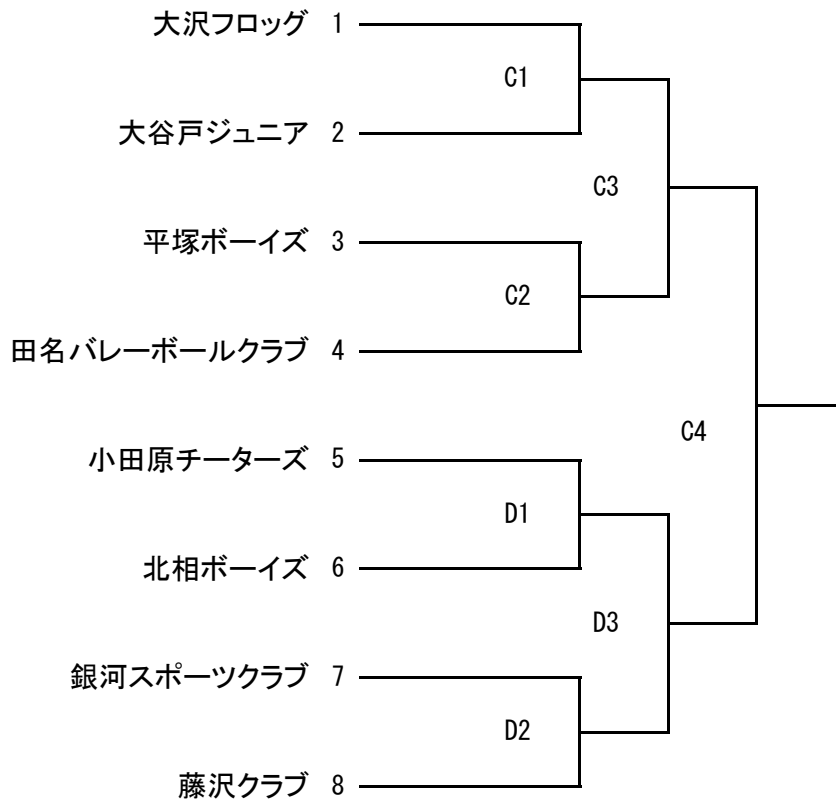 大沢フロッグ 1
C1
大谷戸ジュニア 2
C3
平塚ボーイズ 3
C2
田名バレーボールクラブ 4
C4
小田原チーターズ 5
D1
北相ボーイズ 6
D3
銀河スポーツクラブ 7
D2
藤沢クラブ 8